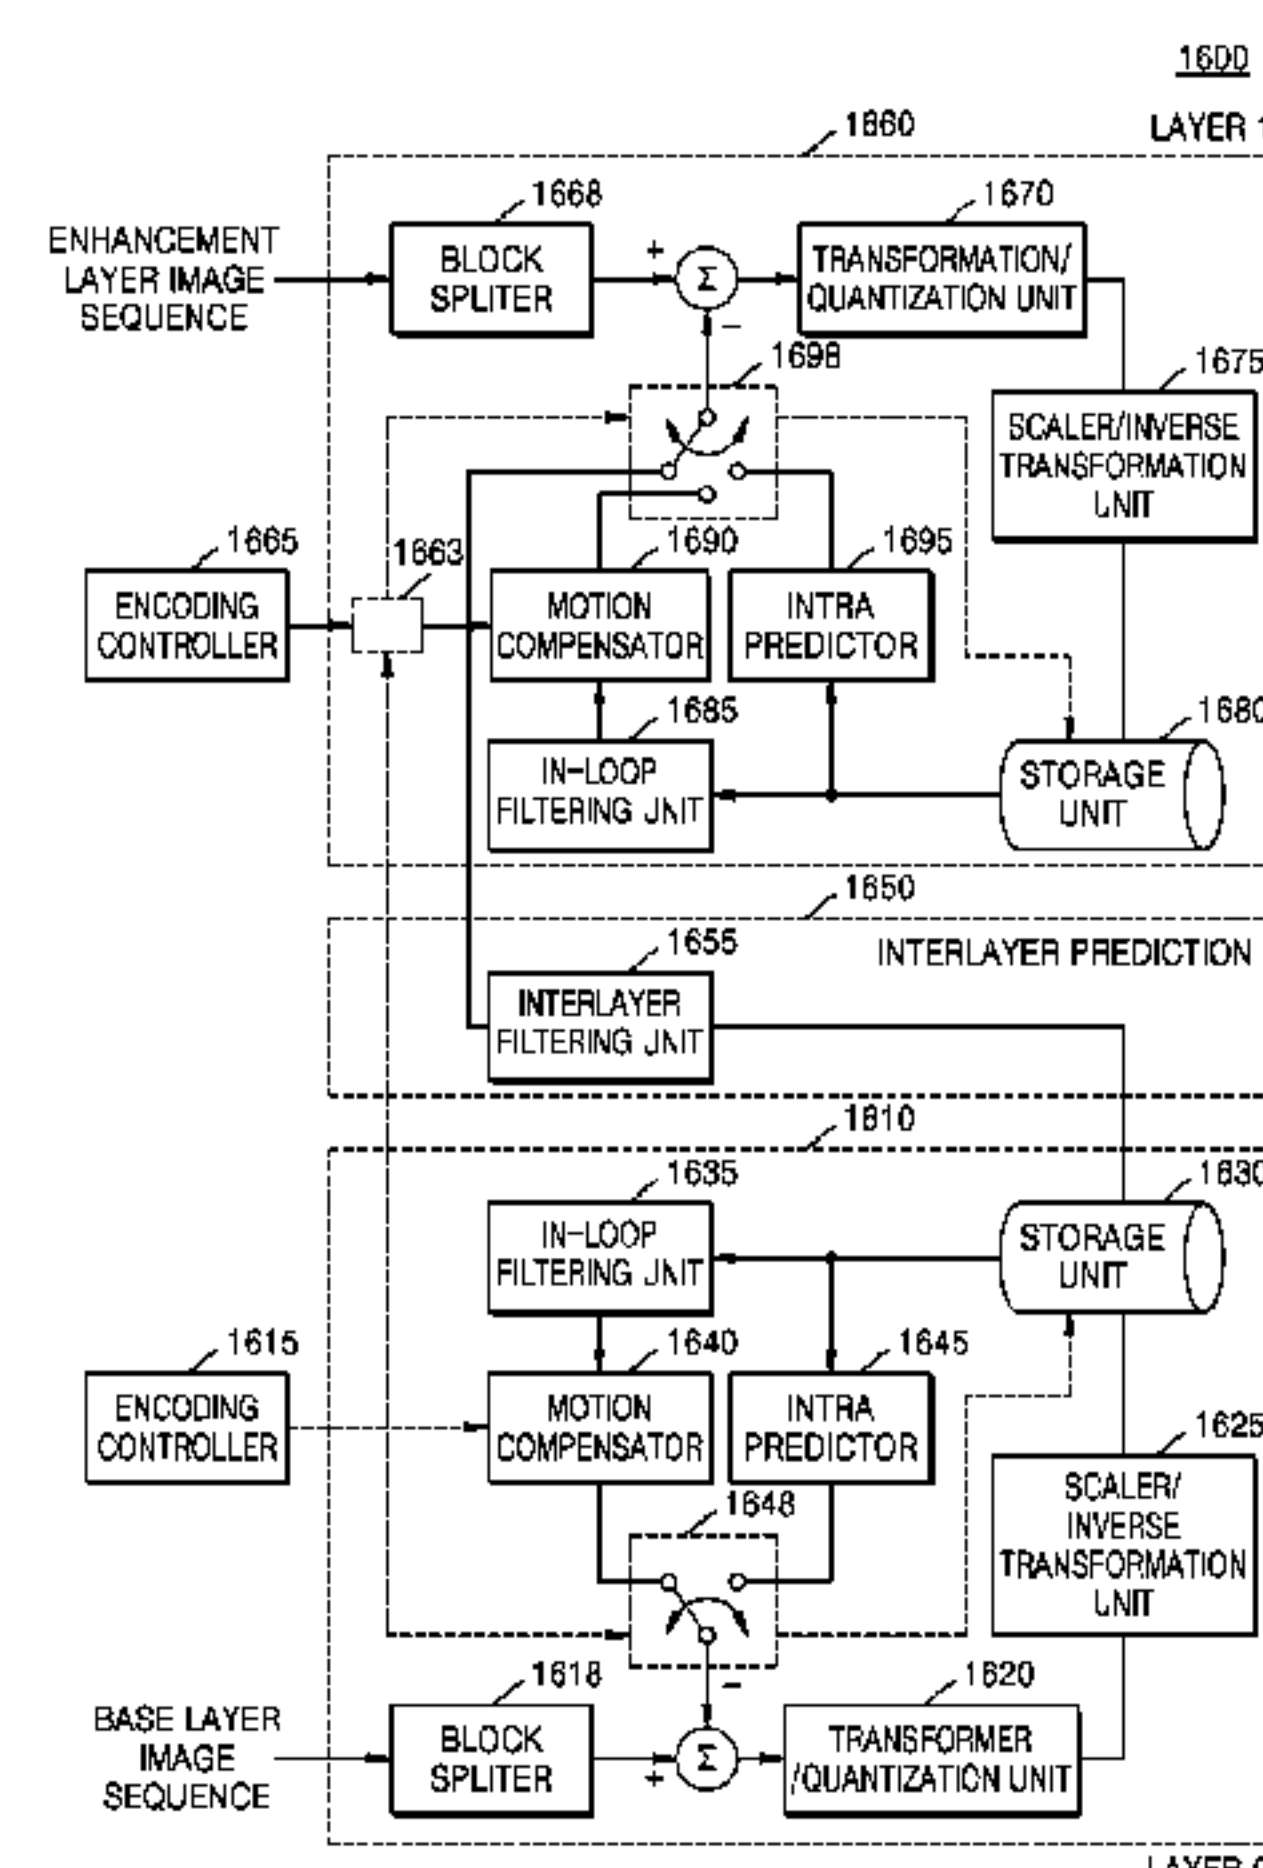 1600
LAYER 1
1660
1668
1670
ENHANCEMENT
LAYER IMAGE
SEQUENCE
BLOCK
SPLITER
+
Σ
TRANSFORMATION/
QUANTIZATION UNIT
−
1698
1675
SCALER/INVERSE
TRANSFORMATION
UNIT
1665
1663
1690
1695
ENCODING
CONTROLLER
MOTION
COMPENSATOR
INTRA
PREDICTOR
1685
1680
IN-LOOP
FILTERING UNIT
STORAGE
UNIT
1650
1655
INTERLAYER PREDICTION
INTERLAYER
FILTERING UNIT
1610
1635
1630
IN-LOOP
FILTERING UNIT
STORAGE
UNIT
1615
1640
1645
ENCODING
CONTROLLER
MOTION
COMPENSATOR
INTRA
PREDICTOR
1625
1648
SCALER/
INVERSE
TRANSFORMATION
UNIT
1618
−
1620
BASE LAYER
IMAGE
SEQUENCE
BLOCK
SPLITER
+
Σ
TRANSFORMER
/QUANTIZATION UNIT